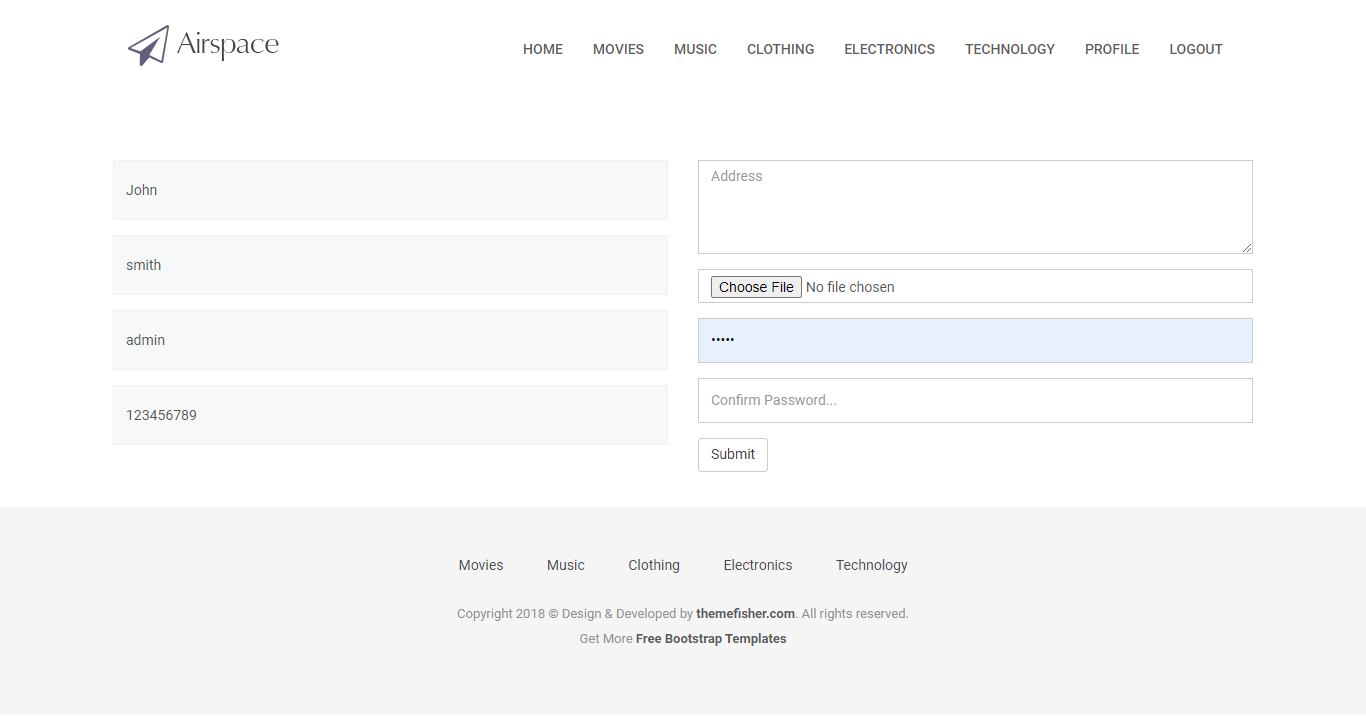 Airspace
HOME MOVIES MUSIC CLOTHING ELECTRONICS TECHNOLOGY PROFILE LOGOUT
John
smith
admin
123456789
Address
Choose File No file chosen
•••••
Confirm Password...
Submit
Movies Music Clothing Electronics Technology
Copyright 2018 © Design & Developed by themefisher.com. All rights reserved.
Get More Free Bootstrap Templates